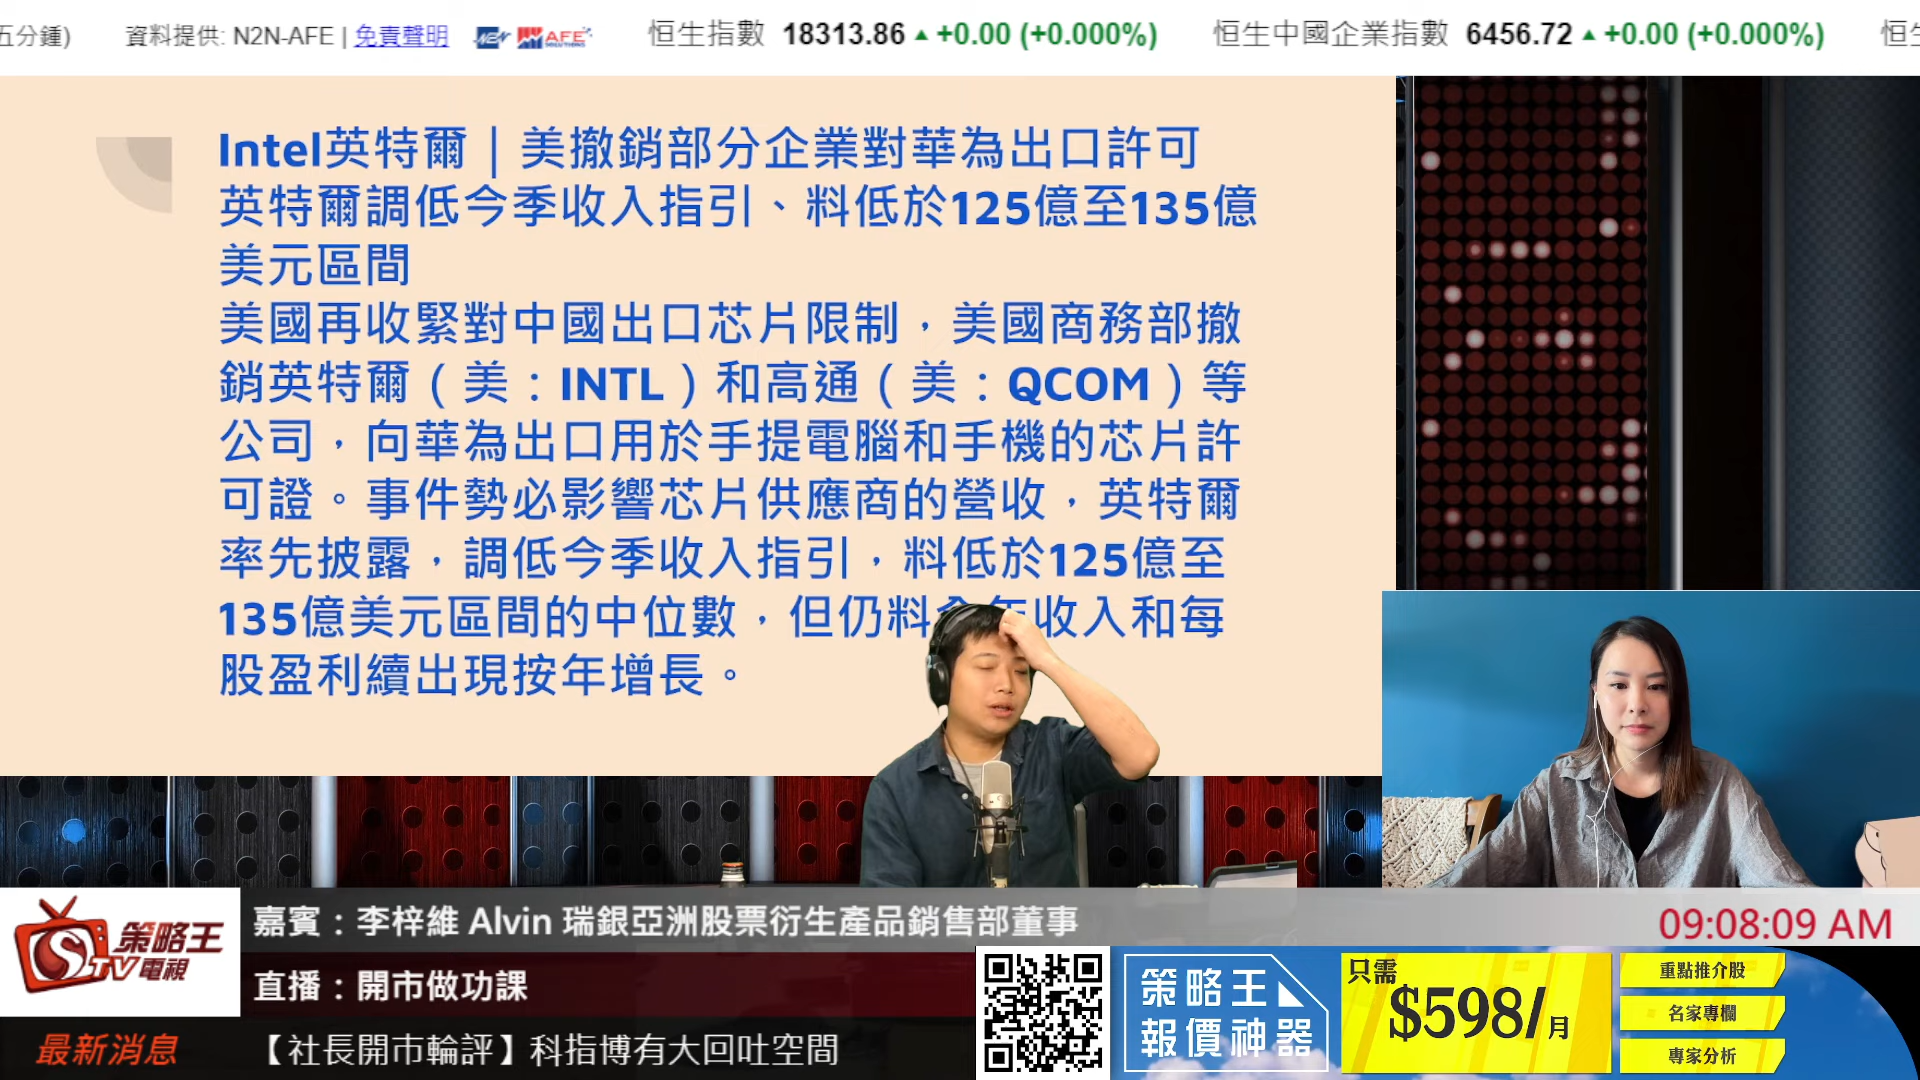 五分鍾)
資料提供: N2N-AFE | 免責聲明
N2N AFE SOLUTIONS
恒生指數 18313.86 ▲ +0.00 (+0.000%)
恒生中國企業指數 6456.72 ▲ +0.00 (+0.000%)
Intel英特爾｜美撤銷部分企業對華為出口許可
英特爾調低今季收入指引、料低於125億至135億
美元區間
美國再收緊對中國出口芯片限制，美國商務部撤
銷英特爾（美：INTL）和高通（美：QCOM）等
公司，向華為出口用於手提電腦和手機的芯片許
可證。事件勢必影響芯片供應商的營收，英特爾
率先披露，調低今季收入指引，料低於125億至
135億美元區間的中位數，但仍料全年收入和每
股盈利續出現按年增長。
策略王
STV電視
嘉賓：李梓維 Alvin 瑞銀亞洲股票衍生產品銷售部董事
09:08:09 AM
直播：開市做功課
最新消息
【社長開市輪評】科指博有大回吐空間
策略王
報價神器
只需
$598/月
重點推介股
名家專欄
專家分析